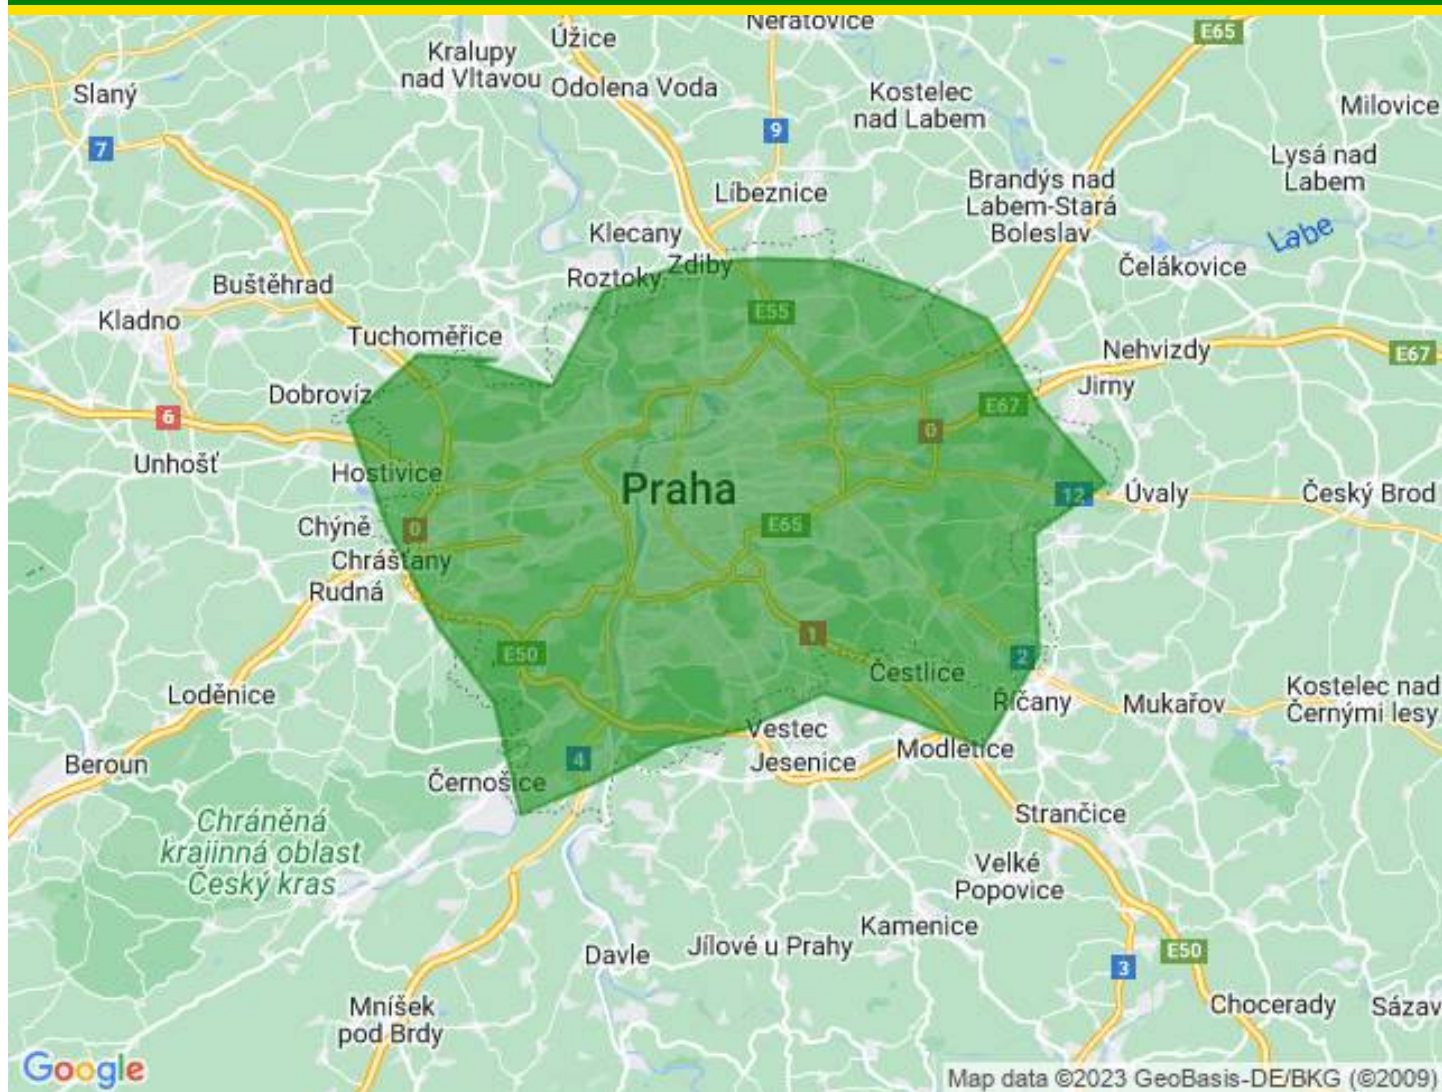 Neratovice
E65
Úžice
Kralupy
nad Vltavou
Odolena Voda
Slaný
Kostelec
nad Labem
Milovice
9
7
Lysá nad
Labem
Brandýs nad
Labem-Stará
Boleslav
Líbeznice
Klecany
Labe
Zdiby
Roztoky
Čelákovice
Buštěhrad
E55
Kladno
Tuchoměřice
Nehvizdy
E67
Jirny
Dobrovíz
E67
6
0
Unhošť
Hostivice
Praha
12
Úvaly
Český Brod
Chýně
0
E65
Chrášťany
Rudná
1
E50
2
Čestlice
Loděnice
Říčany
Mukařov
Kostelec nad
Černými lesy
Vestec
Modletice
Beroun
4
Jesenice
Černošice
Chráněná
krajinná oblast
Český kras
Strančice
Velké
Popovice
Kamenice
Davle
Jílové u Prahy
E50
3
Mníšek
pod Brdy
Chocerady
Sázav
Google
Map data ©2023 GeoBasis-DE/BKG (©2009)